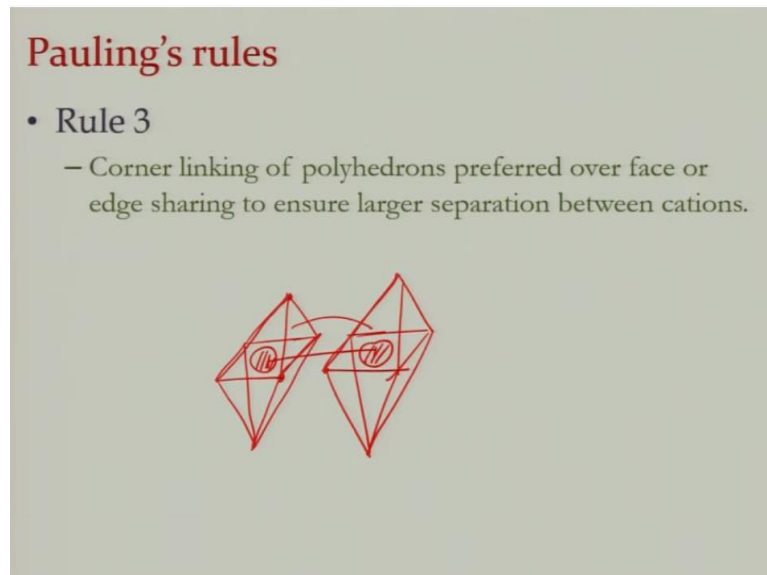 Pauling's rules
• Rule 3
– Corner linking of polyhedrons preferred over face or
edge sharing to ensure larger separation between cations.